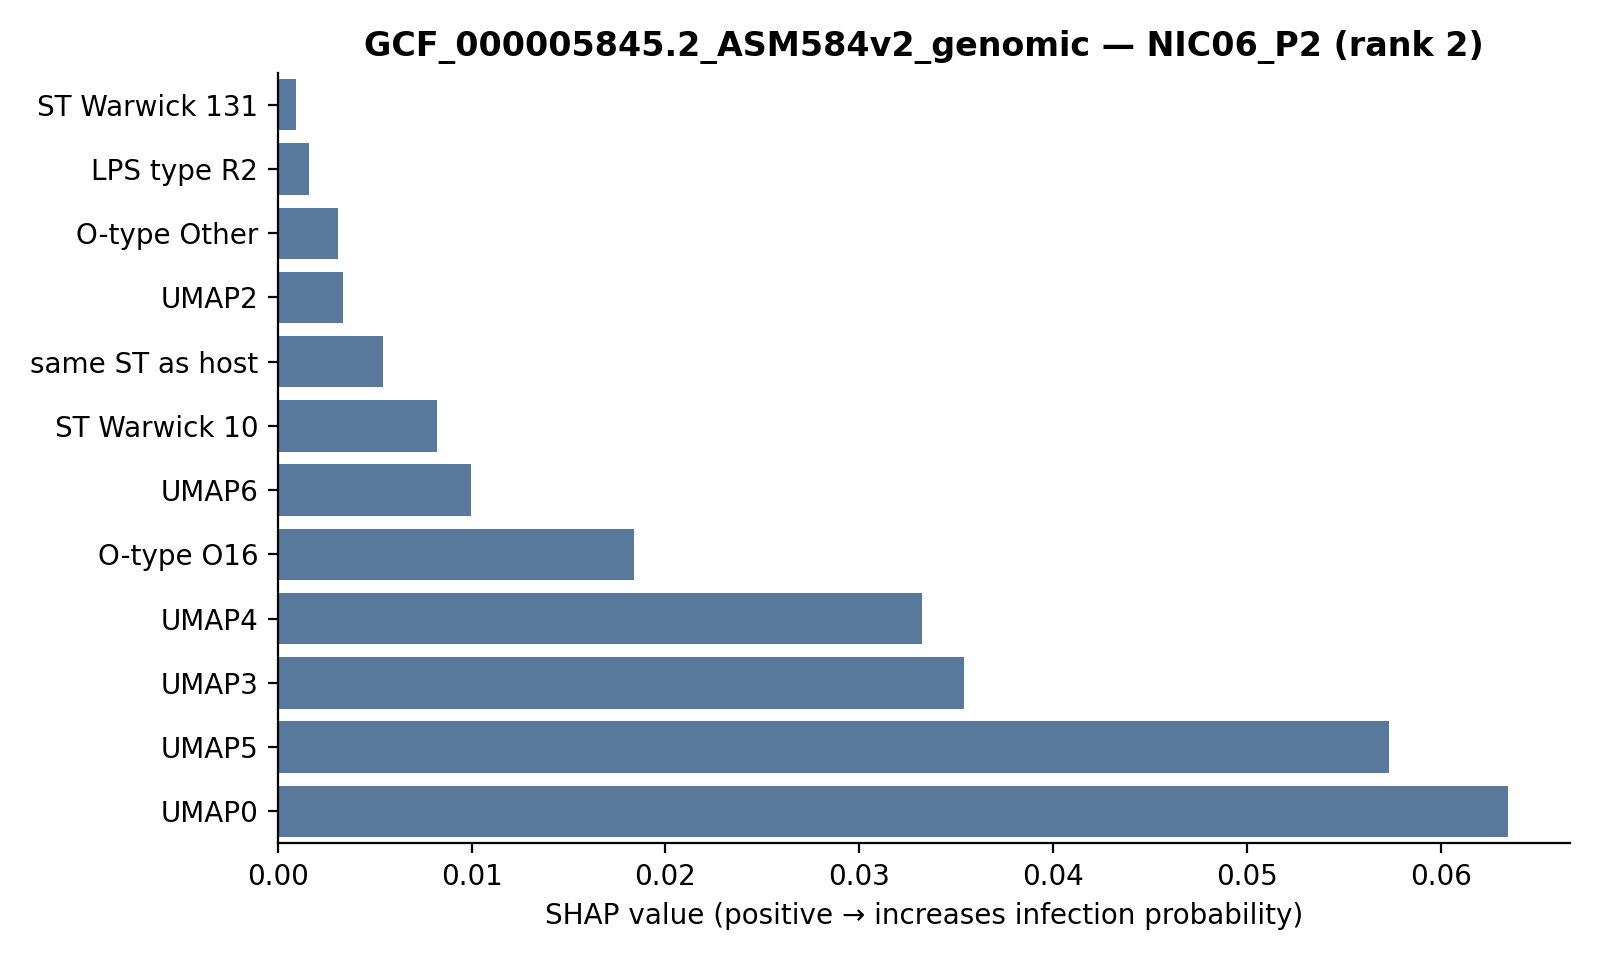 GCF_000005845.2_ASM584v2_genomic — NIC06_P2 (rank 2)
ST Warwick 131
LPS type R2
O-type Other
UMAP2
same ST as host
ST Warwick 10
UMAP6
O-type O16
UMAP4
UMAP3
UMAP5
UMAP0
0.00 0.01 0.02 0.03 0.04 0.05 0.06
SHAP value (positive → increases infection probability)